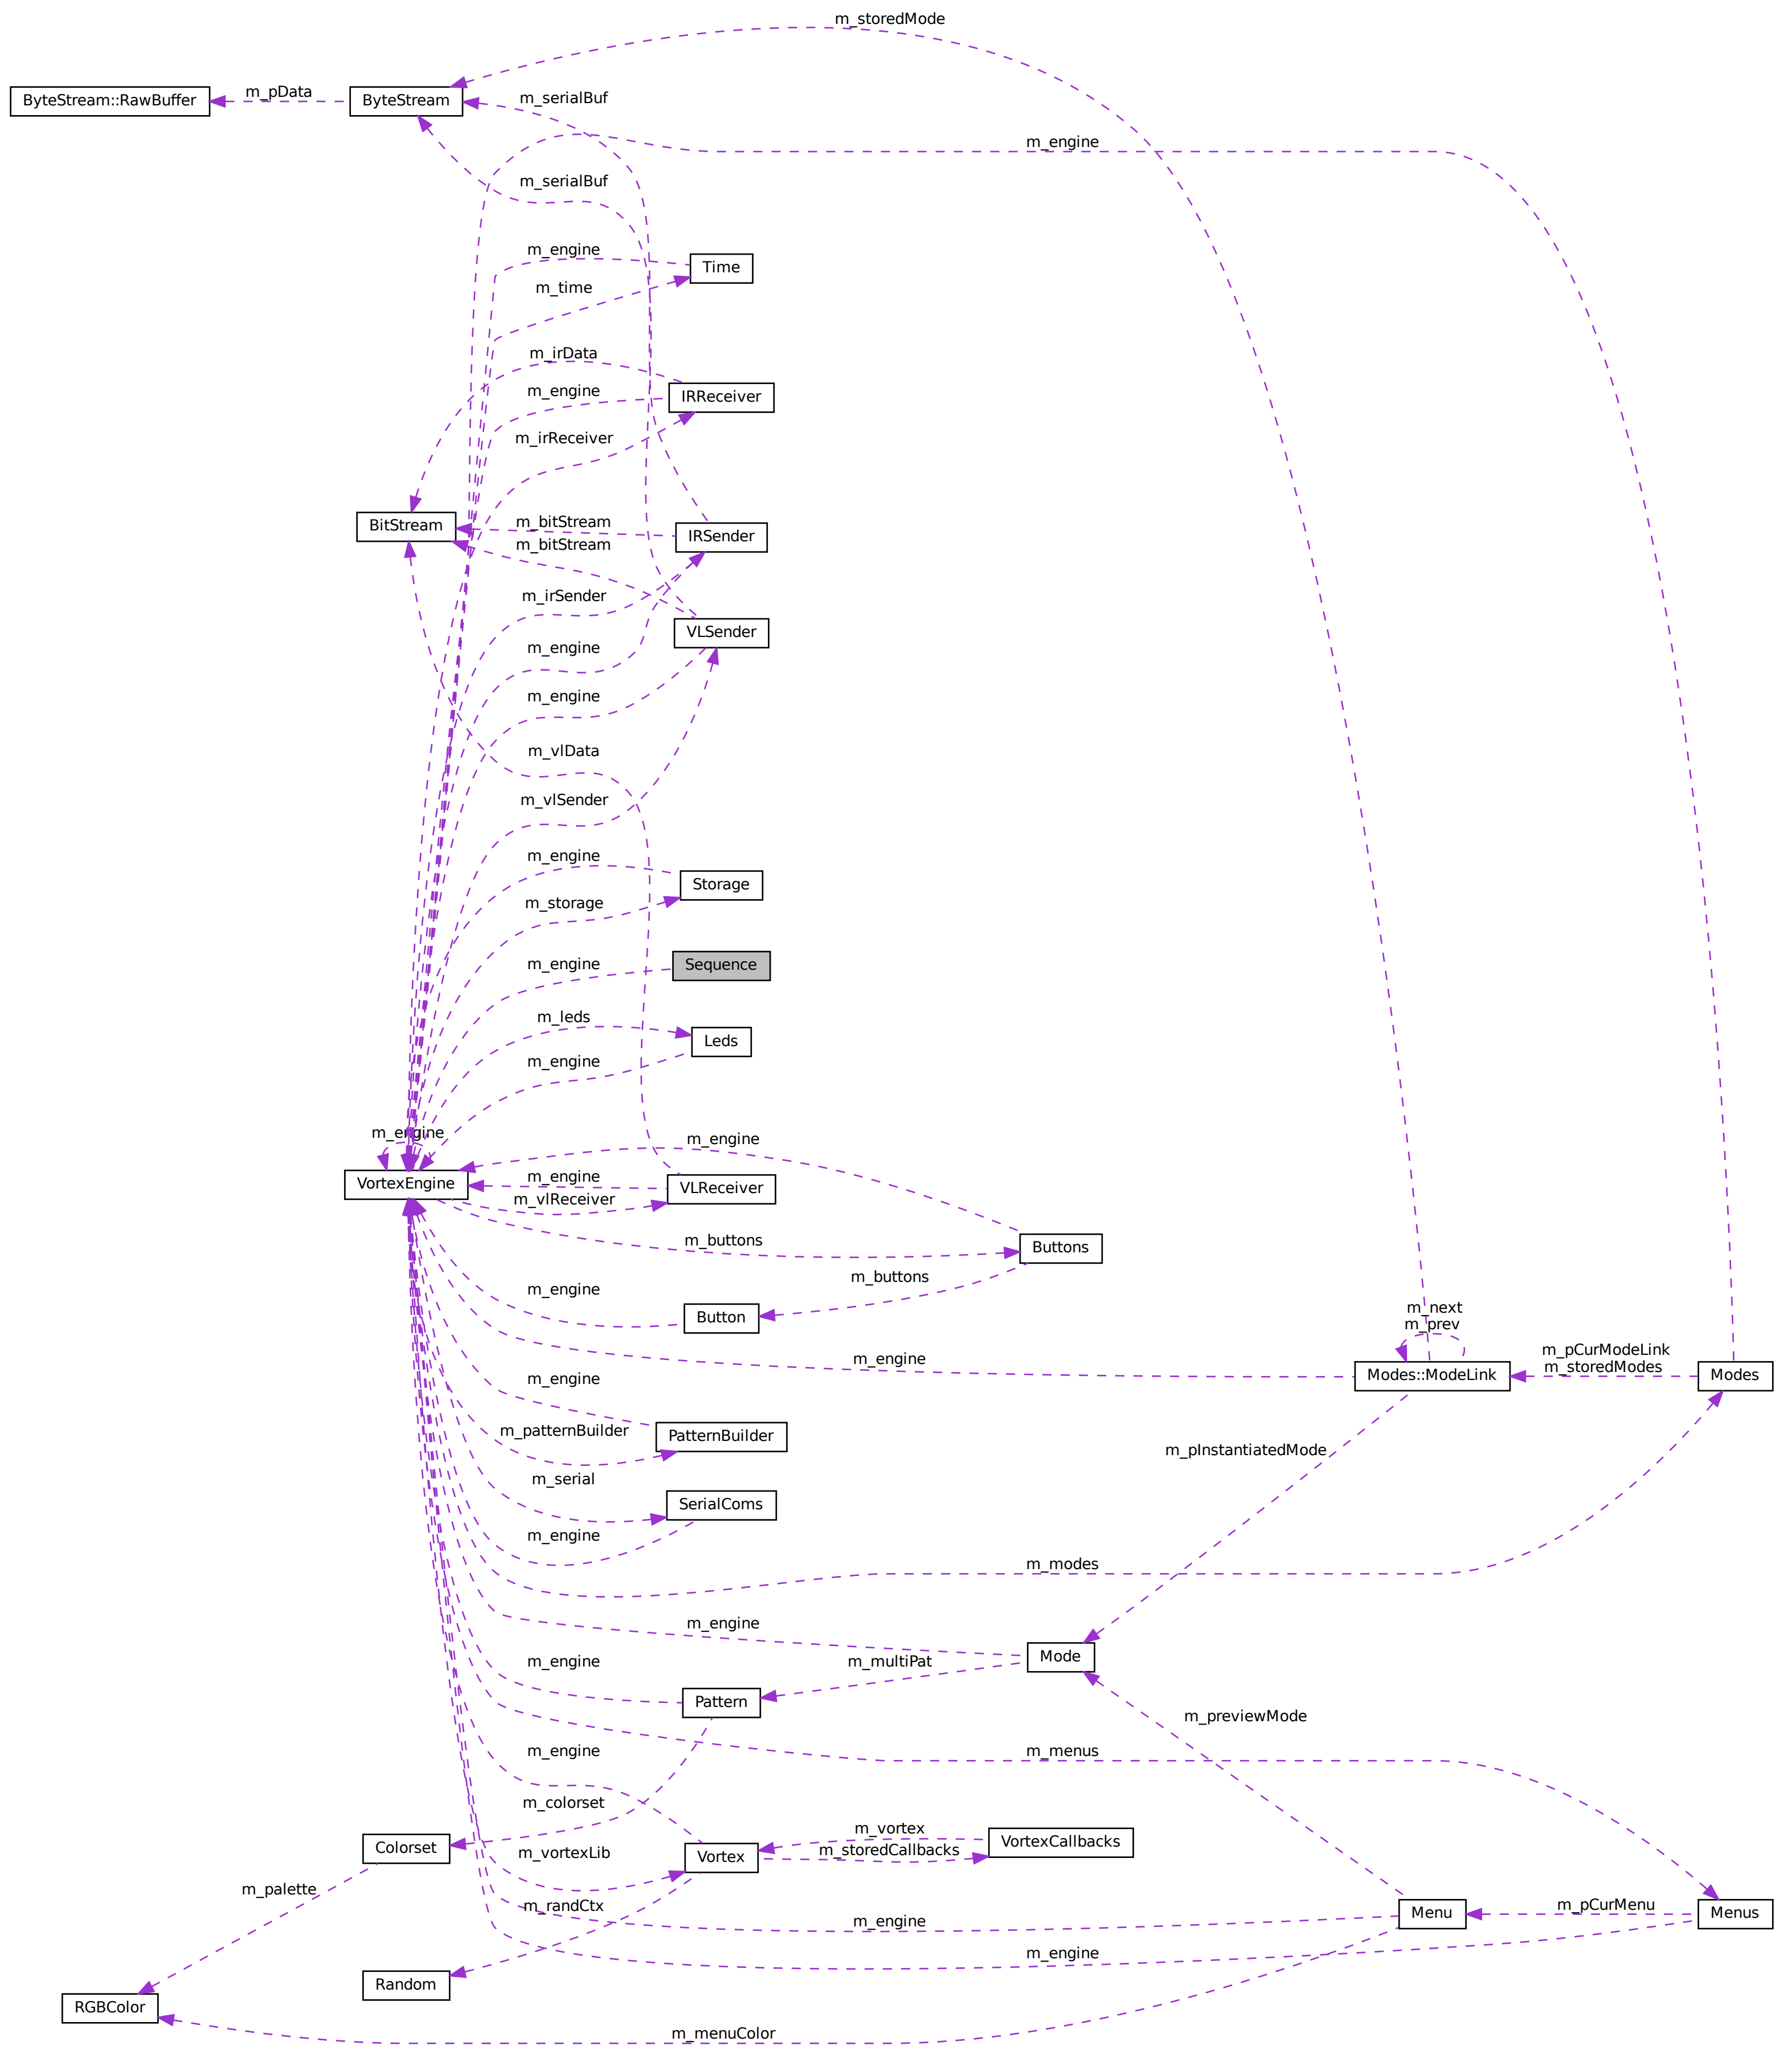 m_storedMode
ByteStream::RawBuffer
m_pData
ByteStream
m_serialBuf
m_engine
m_serialBuf
m_engine
Time
m_time
m_irData
m_engine
IRReceiver
m_irReceiver
BitStream
m_bitStream
IRSender
m_bitStream
m_irSender
VLSender
m_engine
m_engine
m_vlData
m_vlSender
m_engine
Storage
m_storage
m_engine
Sequence
m_leds
Leds
m_engine
m_engine
m_engine
VortexEngine
m_engine
VLReceiver
m_vlReceiver
m_buttons
Buttons
m_buttons
m_engine
Button
m_next
m_prev
m_engine
Modes::ModeLink
m_pCurModeLink
m_storedModes
Modes
m_engine
m_patternBuilder
PatternBuilder
m_pInstantiatedMode
m_serial
SerialComs
m_engine
m_modes
m_engine
Mode
m_engine
m_multiPat
Pattern
m_previewMode
m_engine
m_menus
m_colorset
Colorset
m_vortexLib
Vortex
m_vortex
m_storedCallbacks
VortexCallbacks
m_palette
m_randCtx
m_engine
Menu
m_pCurMenu
Menus
m_engine
Random
RGBColor
m_menuColor